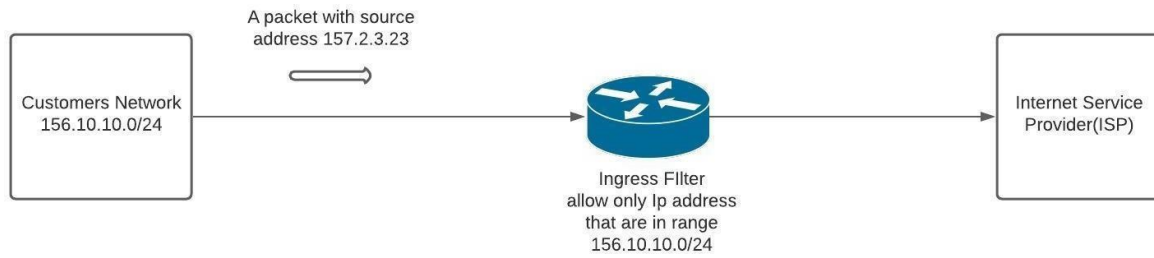 A packet with source
address 157.2.3.23
Customers Network
156.10.10.0/24
Internet Service
Provider(ISP)
Ingress FIlter
allow only Ip address
that are in range
156.10.10.0/24